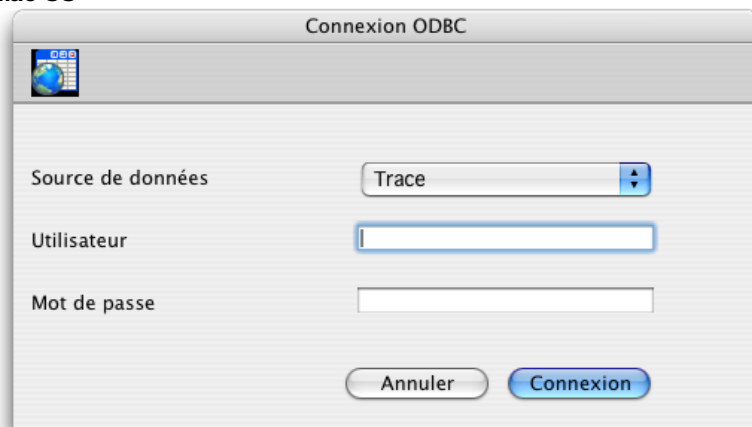 Connexion ODBC
Source de données Trace
Utilisateur
Mot de passe
Annuler Connexion